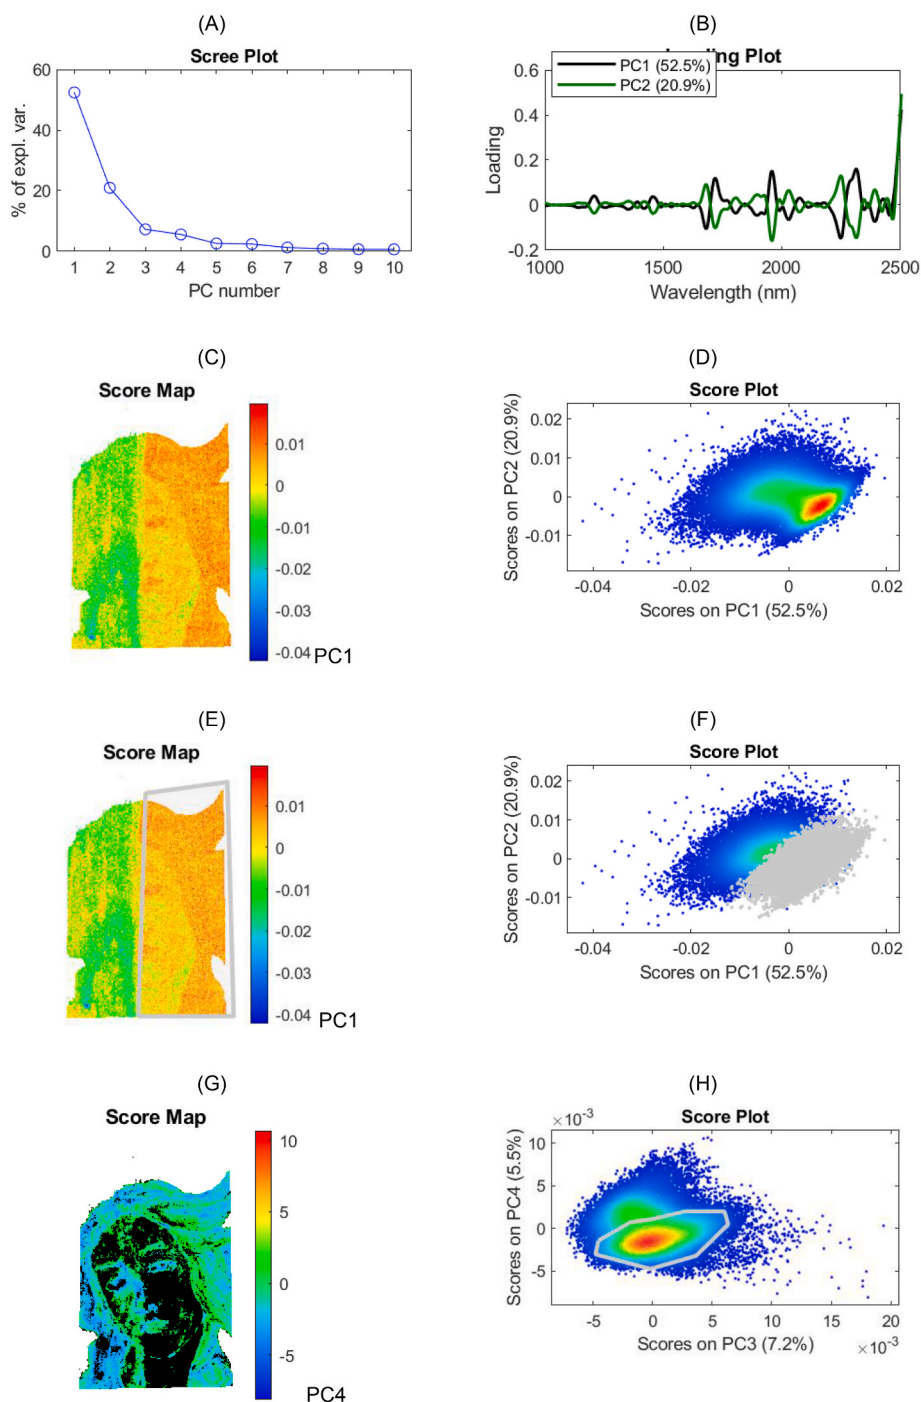 (A)
Scree Plot
% of expl. var.
60
40
20
0
1 2 3 4 5 6 7 8 9 10
PC number
(B)
ng Plot
PC1 (52.5%)
PC2 (20.9%)
Loading
0.6
0.4
0.2
0
-0.2
1000 1500 2000 2500
Wavelength (nm)
(C)
Score Map
0.01
0
-0.01
-0.03
-0.04
PC1
(D)
Score Plot
Scores on PC2 (20.9%)
0.02
0.01
0
-0.01
-0.04 -0.02 0 0.02
Scores on PC1 (52.5%)
(E)
Score Map
0.01
0
-0.01
-0.03
-0.04
PC1
(F)
Score Plot
Scores on PC2 (20.9%)
0.02
0.01
0
-0.01
-0.04 -0.02 0 0.02
Scores on PC1 (52.5%)
(G)
Score Map
10
5
0
-5
PC4
(H)
×10⁻³
Score Plot
Scores on PC4 (5.5%)
10
5
0
-5
-5 0 5 10 15 20
Scores on PC3 (7.2%)
×10⁻³